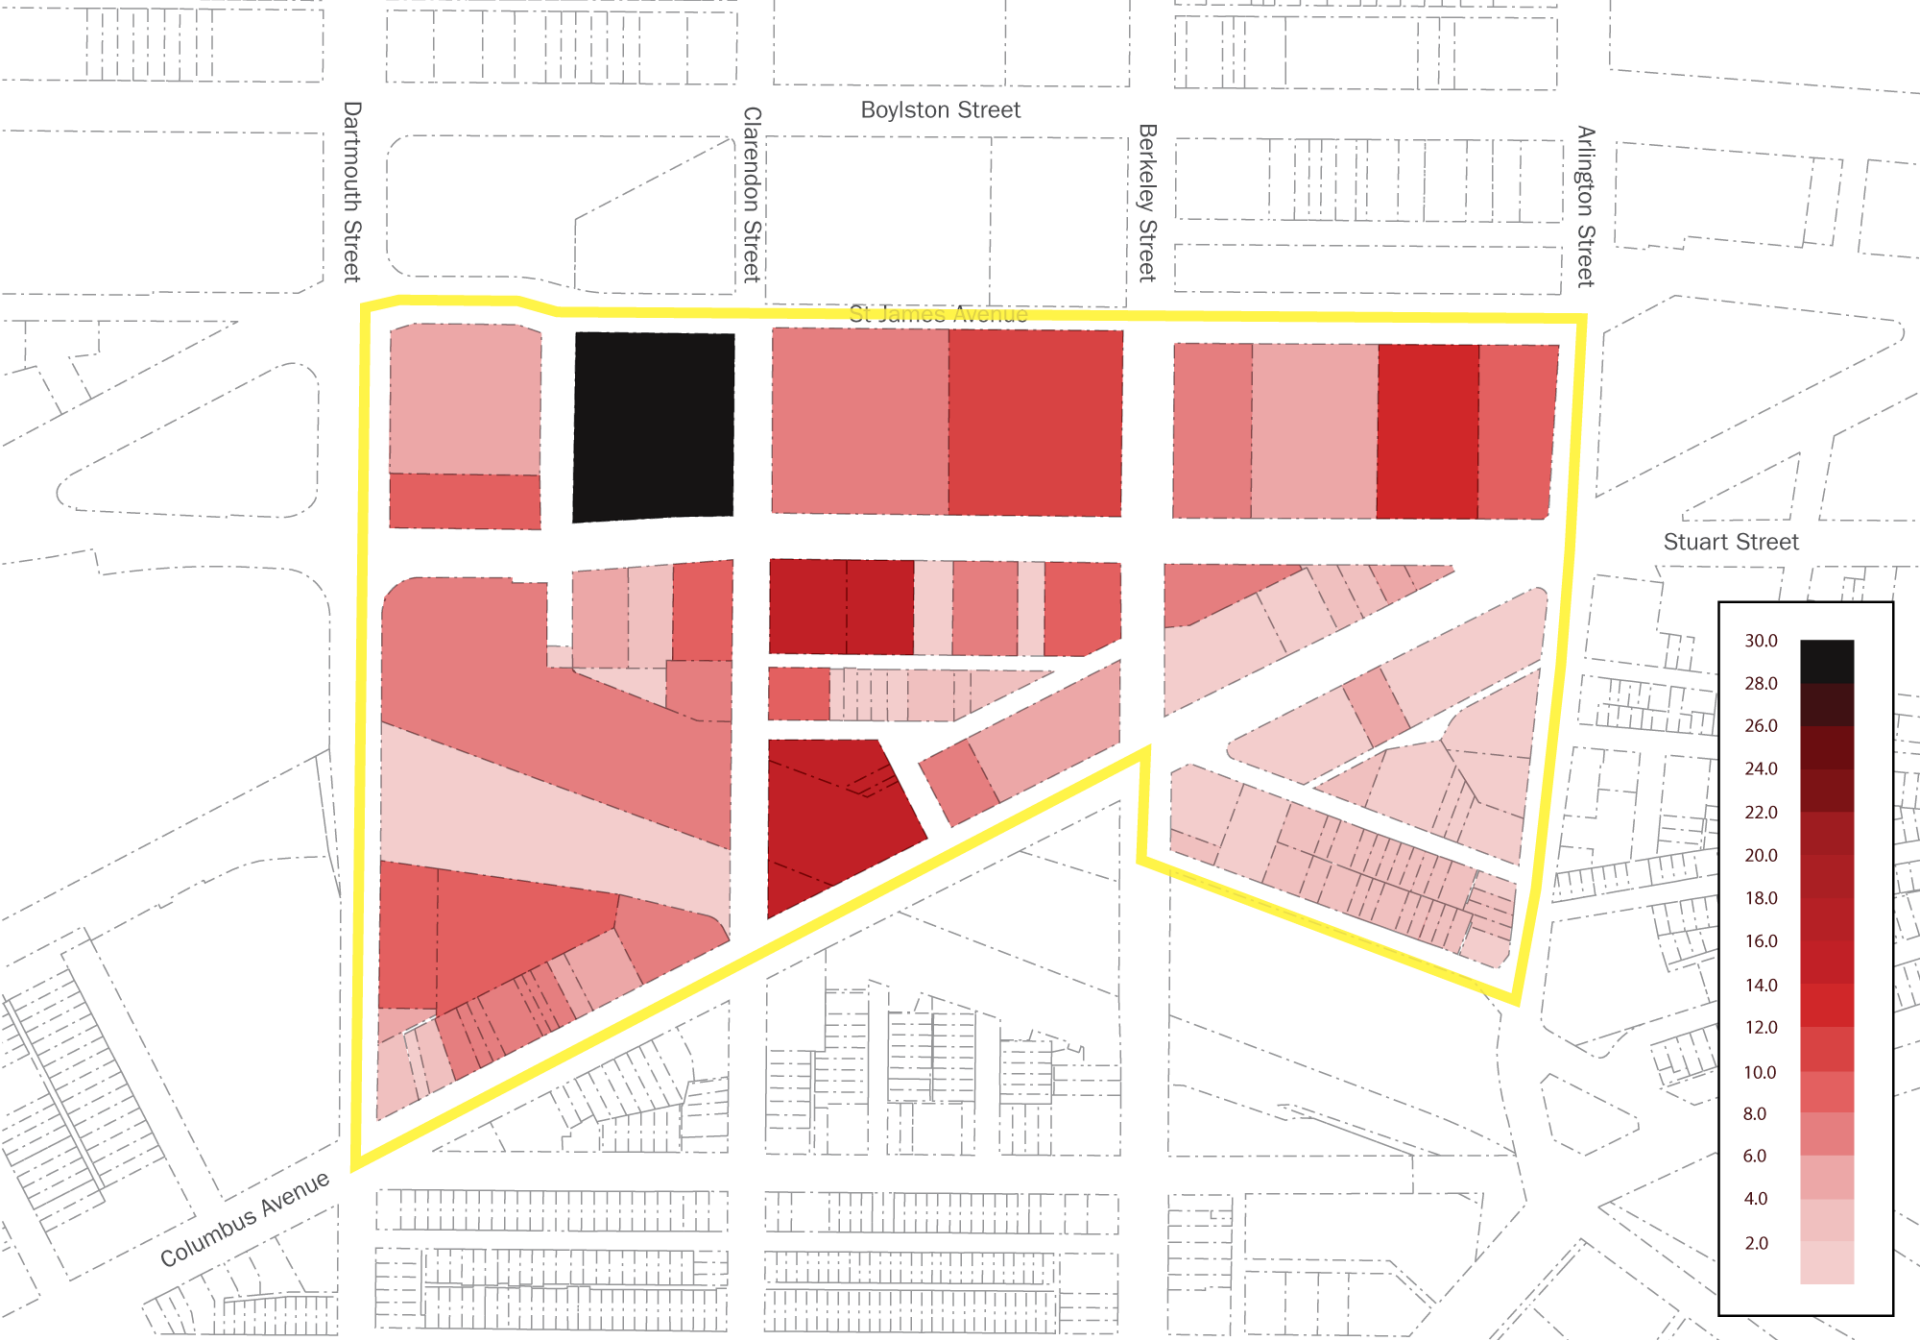 Boylston Street
Dartmouth Street
Clarendon Street
Berkeley Street
Arlington Street
St James Avenue
Stuart Street
Columbus Avenue
30.0
28.0
26.0
24.0
22.0
20.0
18.0
16.0
14.0
12.0
10.0
8.0
6.0
4.0
2.0